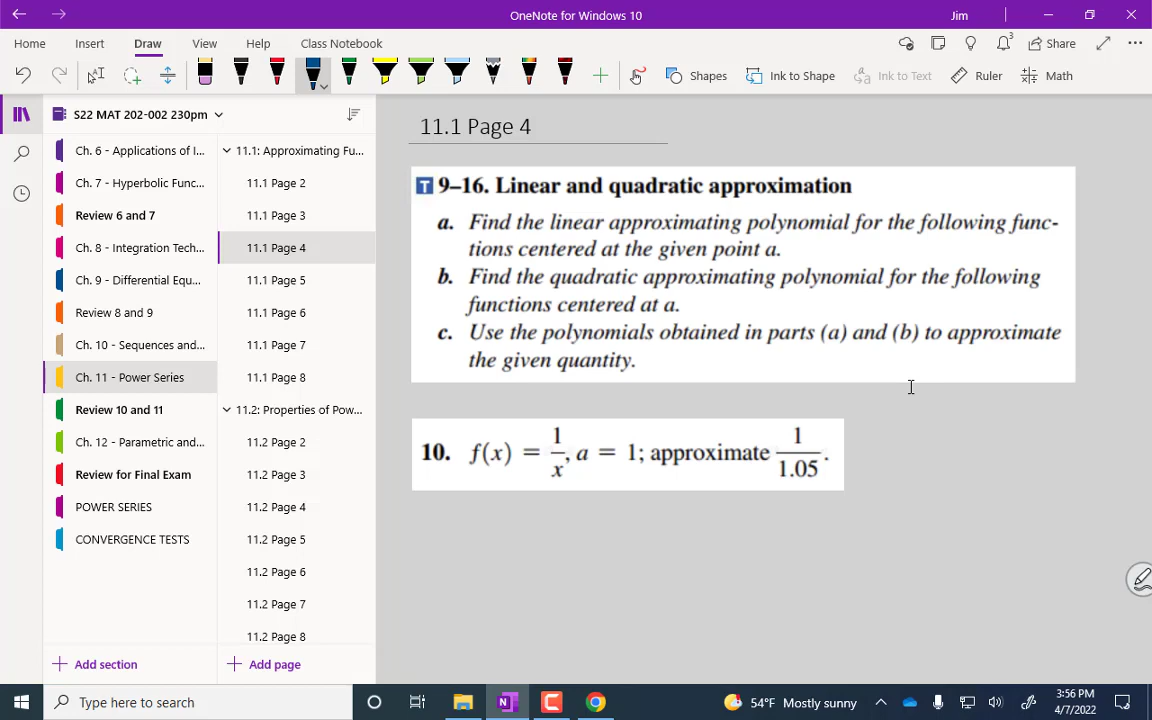 OneNote for Windows 10
Jim
Home Insert Draw View Help Class Notebook
Share
Shapes
Ink to Shape
Ink to Text
Ruler
Math
S22 MAT 202-002 230pm
Ch. 6 - Applications of I...
Ch. 7 - Hyperbolic Func...
Review 6 and 7
Ch. 8 - Integration Tech...
Ch. 9 - Differential Equ...
Review 8 and 9
Ch. 10 - Sequences and...
Ch. 11 - Power Series
Review 10 and 11
Ch. 12 - Parametric and...
Review for Final Exam
POWER SERIES
CONVERGENCE TESTS
Add section
11.1: Approximating Fu...
11.1 Page 2
11.1 Page 3
11.1 Page 4
11.1 Page 5
11.1 Page 6
11.1 Page 7
11.1 Page 8
11.2: Properties of Pow...
11.2 Page 2
11.2 Page 3
11.2 Page 4
11.2 Page 5
11.2 Page 6
11.2 Page 7
11.2 Page 8
Add page
11.1 Page 4
T 9–16. Linear and quadratic approximation
a. Find the linear approximating polynomial for the following func-
tions centered at the given point a.
b. Find the quadratic approximating polynomial for the following
functions centered at a.
c. Use the polynomials obtained in parts (a) and (b) to approximate
the given quantity.
10. f(x) = 1/x, a = 1; approximate 1/1.05.
Type here to search
54°F Mostly sunny
3:56 PM
4/7/2022